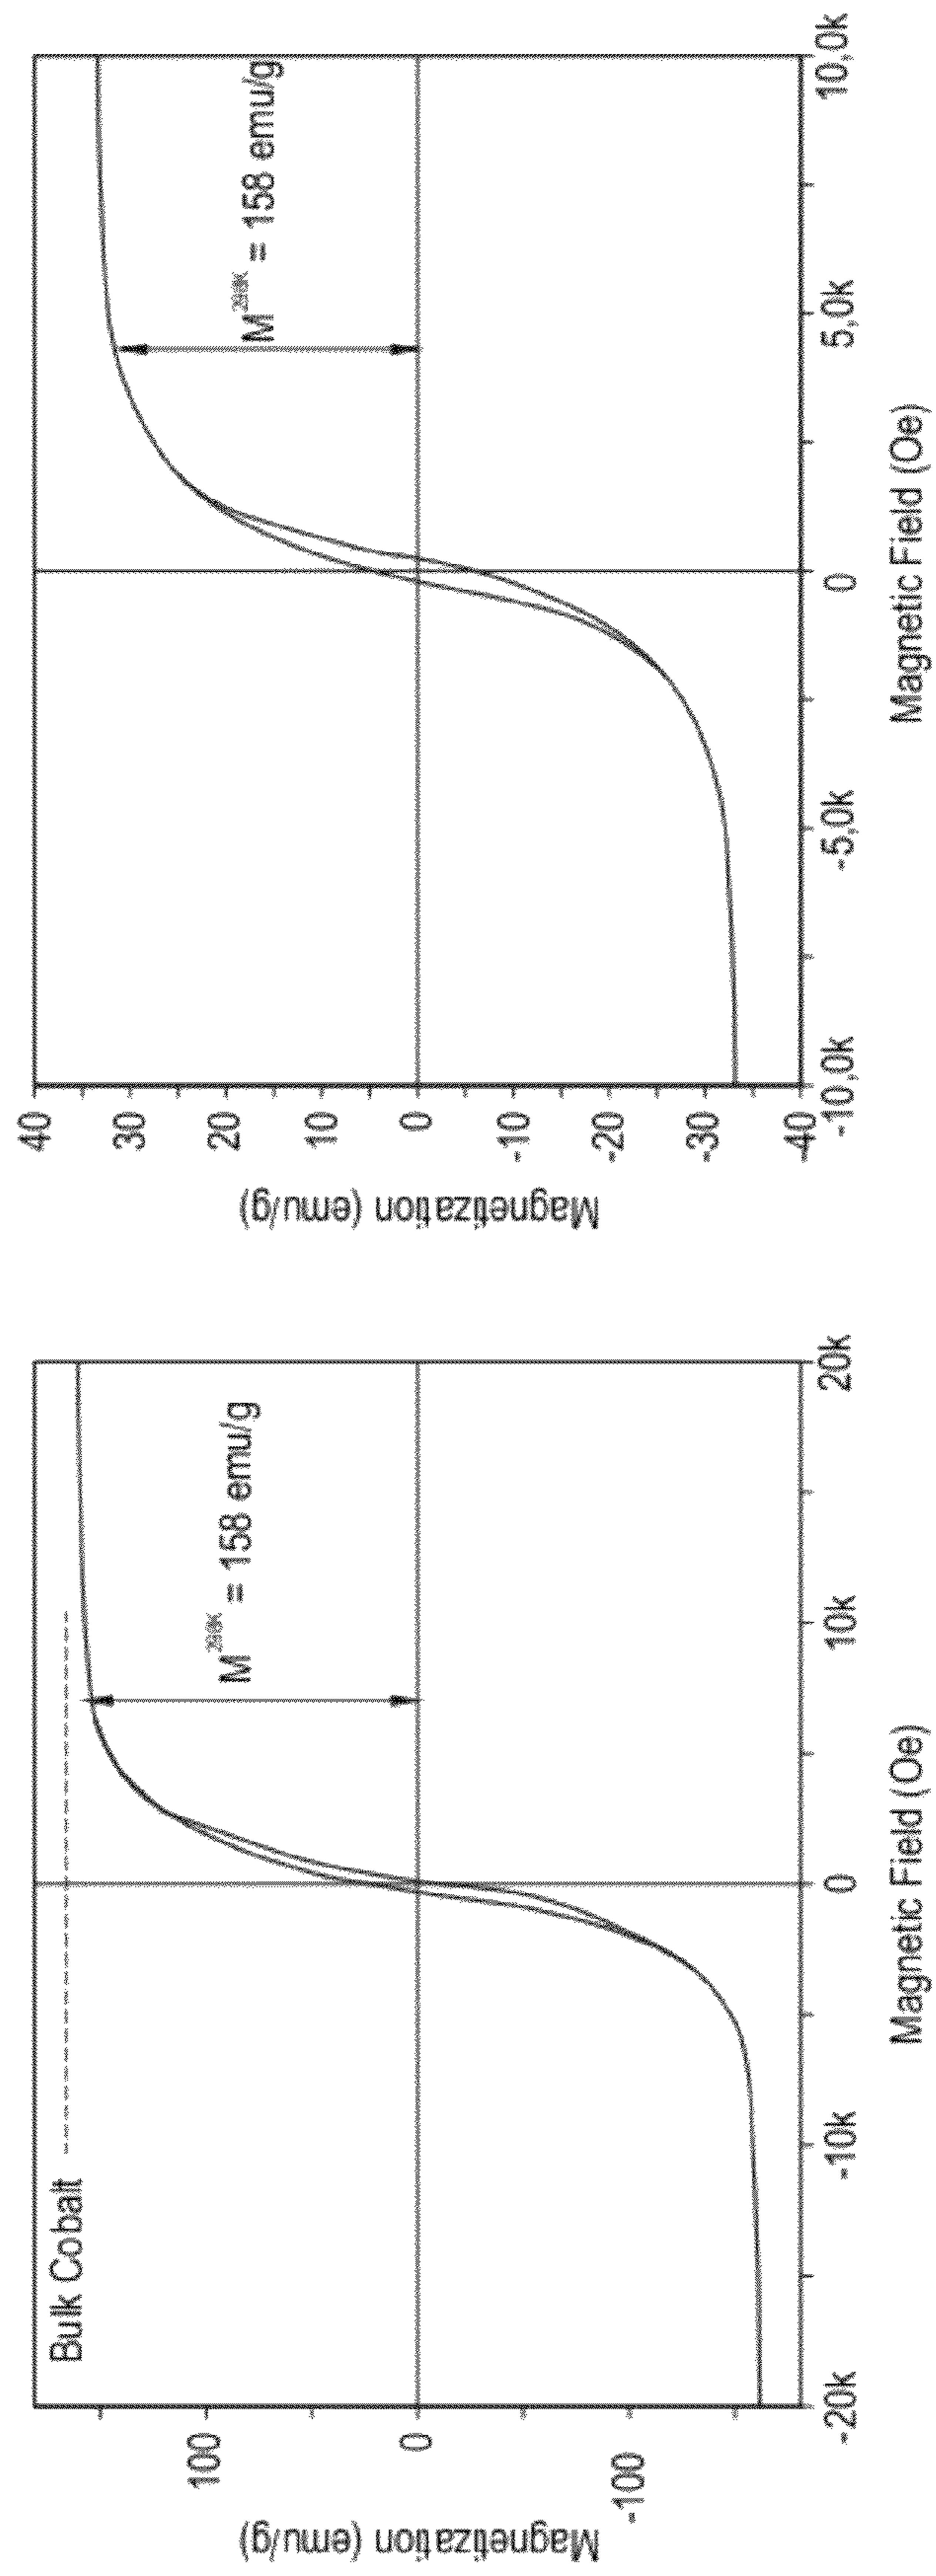 Magnetization (emu/g)
100
0
-100
Bulk Cobalt
M²⁹⁸ᴷ = 158 emu/g
-20k
-10k
0
10k
20k
Magnetic Field (Oe)
Magnetization (emu/g)
40
30
20
10
0
-10
-20
-30
-40
M²⁹⁸ᴷ = 158 emu/g
-10,0k
-5,0k
0
5,0k
10,0k
Magnetic Field (Oe)